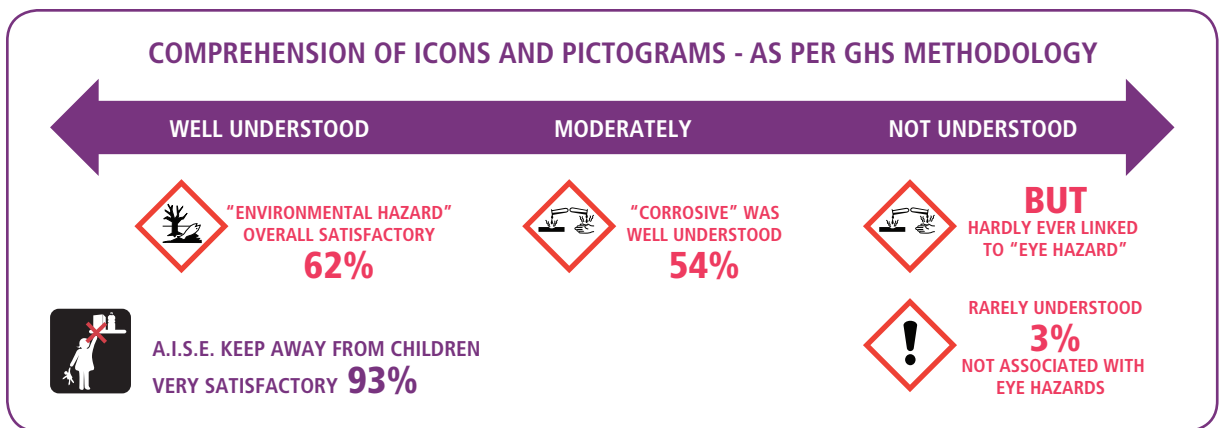 COMPREHENSION OF ICONS AND PICTOGRAMS - AS PER GHS METHODOLOGY
WELL UNDERSTOOD
MODERATELY
NOT UNDERSTOOD
"ENVIRONMENTAL HAZARD"
OVERALL SATISFACTORY
62%
"CORROSIVE" WAS
WELL UNDERSTOOD
54%
BUT
HARDLY EVER LINKED
TO "EYE HAZARD"
A.I.S.E. KEEP AWAY FROM CHILDREN
VERY SATISFACTORY 93%
RARELY UNDERSTOOD
3%
NOT ASSOCIATED WITH
EYE HAZARDS